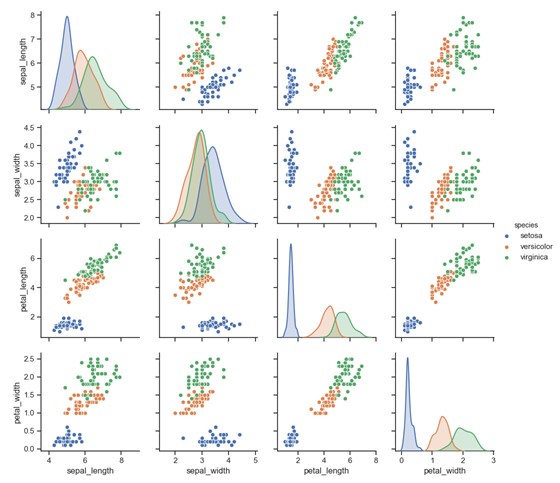 8
7
6
5
sepal_length
4.5
4.0
3.5
3.0
2.5
2.0
sepal_width
6
4
2
petal_length
species
setosa
versicolor
virginica
2.5
2.0
1.5
1.0
0.5
0.0
petal_width
4 6 8
sepal_length
2 3 4 5
sepal_width
2 4 6 8
petal_length
0 1 2 3
petal_width